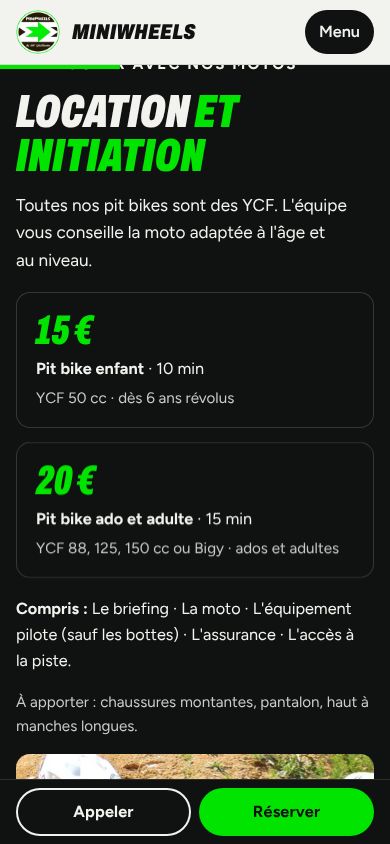 MINIWHEELS
Menu
AVEC NOS MOTOS
LOCATION ET
INITIATION
Toutes nos pit bikes sont des YCF. L'équipe
vous conseille la moto adaptée à l'âge et
au niveau.
15 €
Pit bike enfant · 10 min
YCF 50 cc · dès 6 ans révolus
20 €
Pit bike ado et adulte · 15 min
YCF 88, 125, 150 cc ou Bigy · ados et adultes
Compris : Le briefing · La moto · L'équipement
pilote (sauf les bottes) · L'assurance · L'accès à
la piste.
À apporter : chaussures montantes, pantalon, haut à
manches longues.
Appeler
Réserver